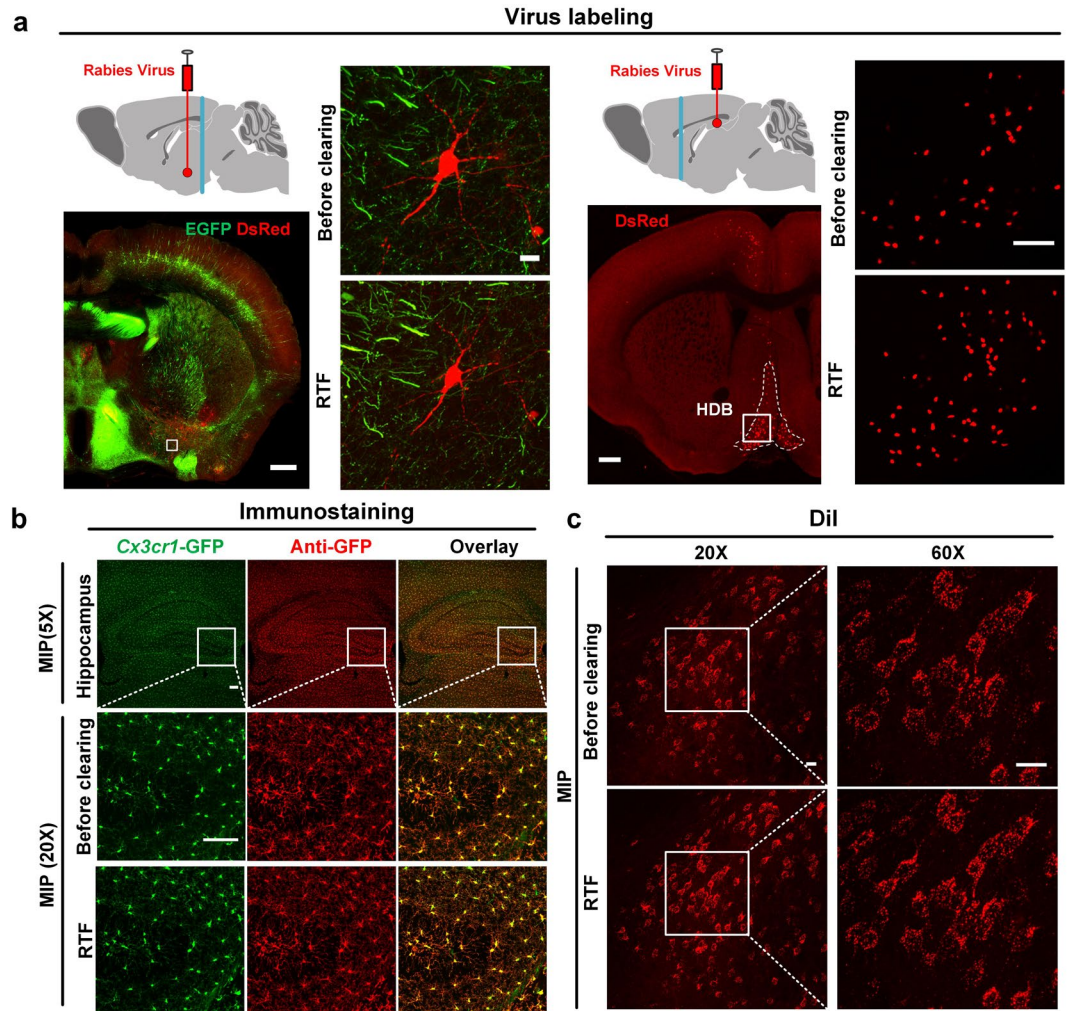 a
Virus labeling
Rabies Virus
EGFP DsRed
Before clearing
RTF
Rabies Virus
DsRed
HDB
Before clearing
RTF
b
Immunostaining
Cx3cr1-GFP Anti-GFP Overlay
MIP(5X)
Hippocampus
MIP (20X)
Before clearing
RTF
c
DiI
20X 60X
MIP
Before clearing
RTF